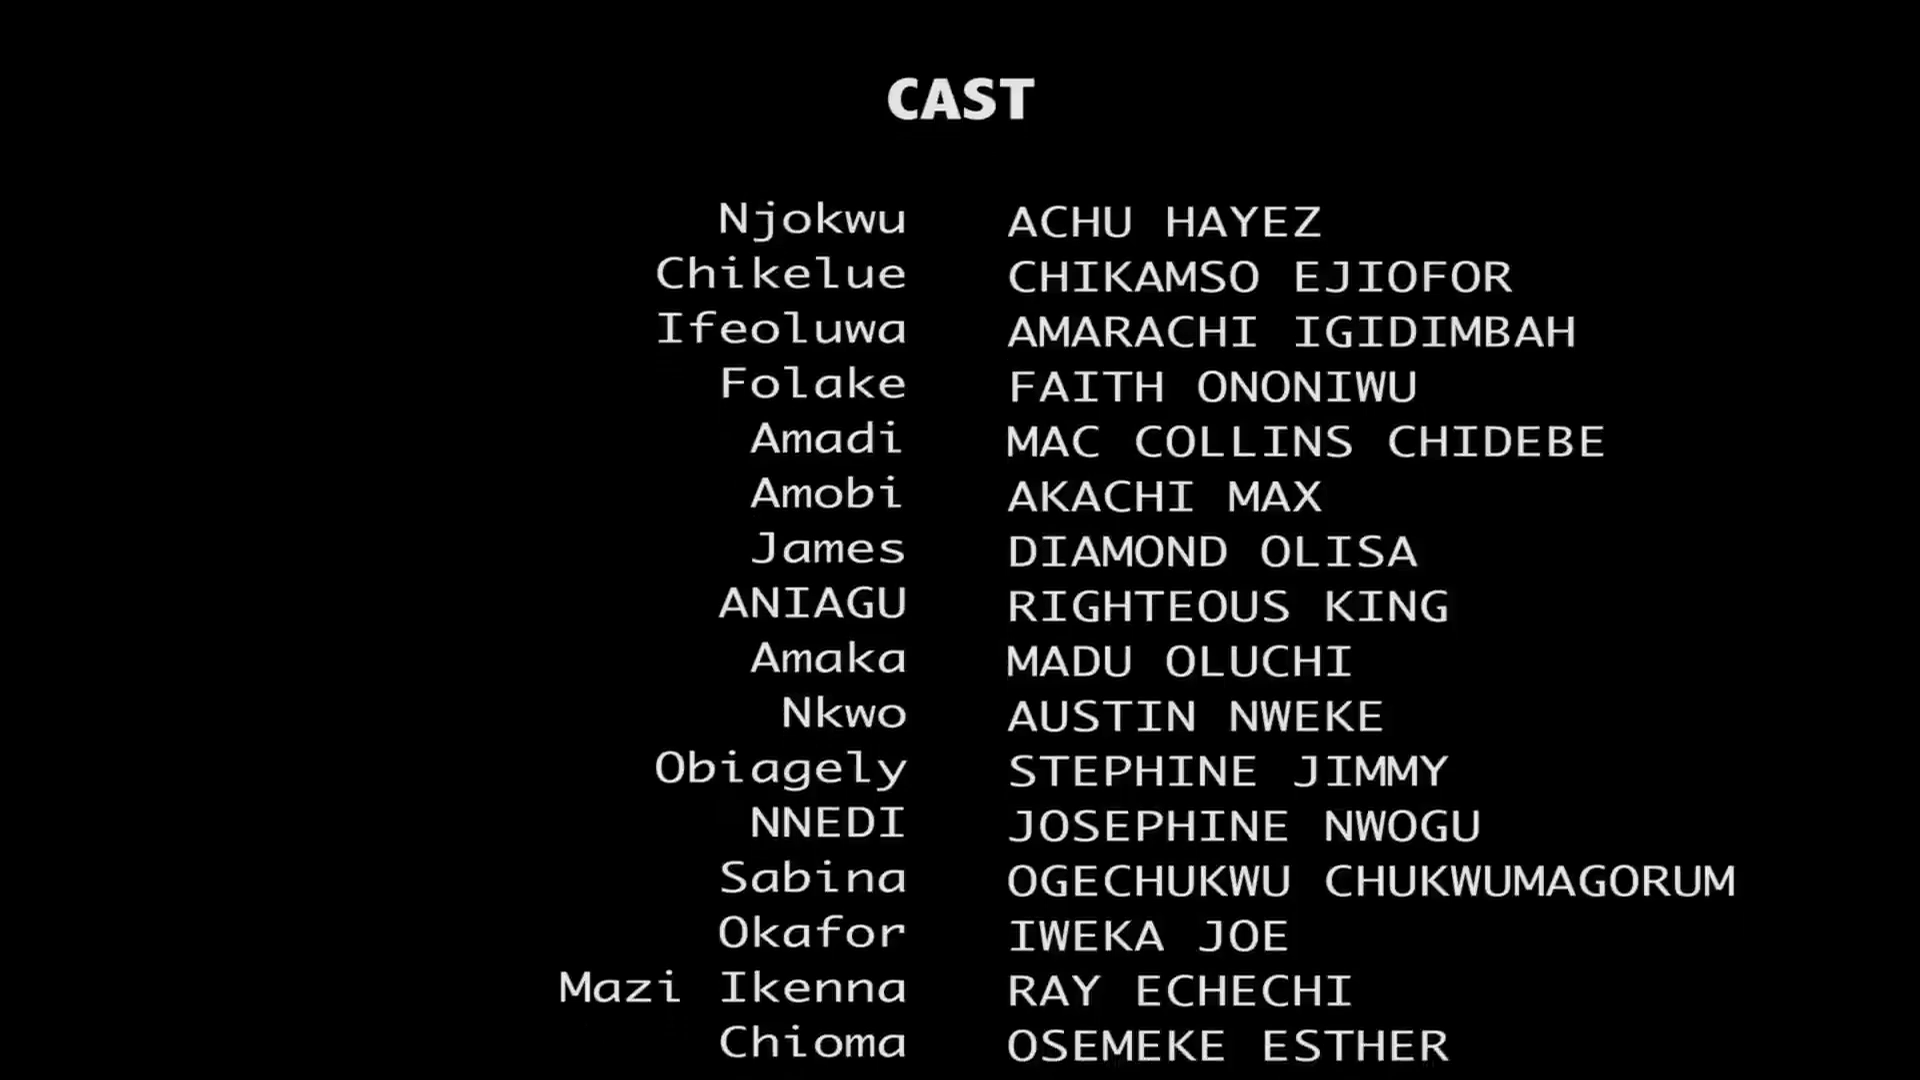 CAST
Njokwu ACHU HAYEZ
Chikelue CHIKAMSO EJIOFOR
Ifeoluwa AMARACHI IGIDIMBAH
Folake FAITH ONONIWU
Amadi MAC COLLINS CHIDEBE
Amobi AKACHI MAX
James DIAMOND OLISA
ANIAGU RIGHTEOUS KING
Amaka MADU OLUCHI
Nkwo AUSTIN NWEKE
Obiagely STEPHINE JIMMY
NNEDI JOSEPHINE NWOGU
Sabina OGECHUKWU CHUKWUMAGORUM
Okafor IWEKA JOE
Mazi Ikenna RAY ECHECHI
Chioma OSEMEKE ESTHER